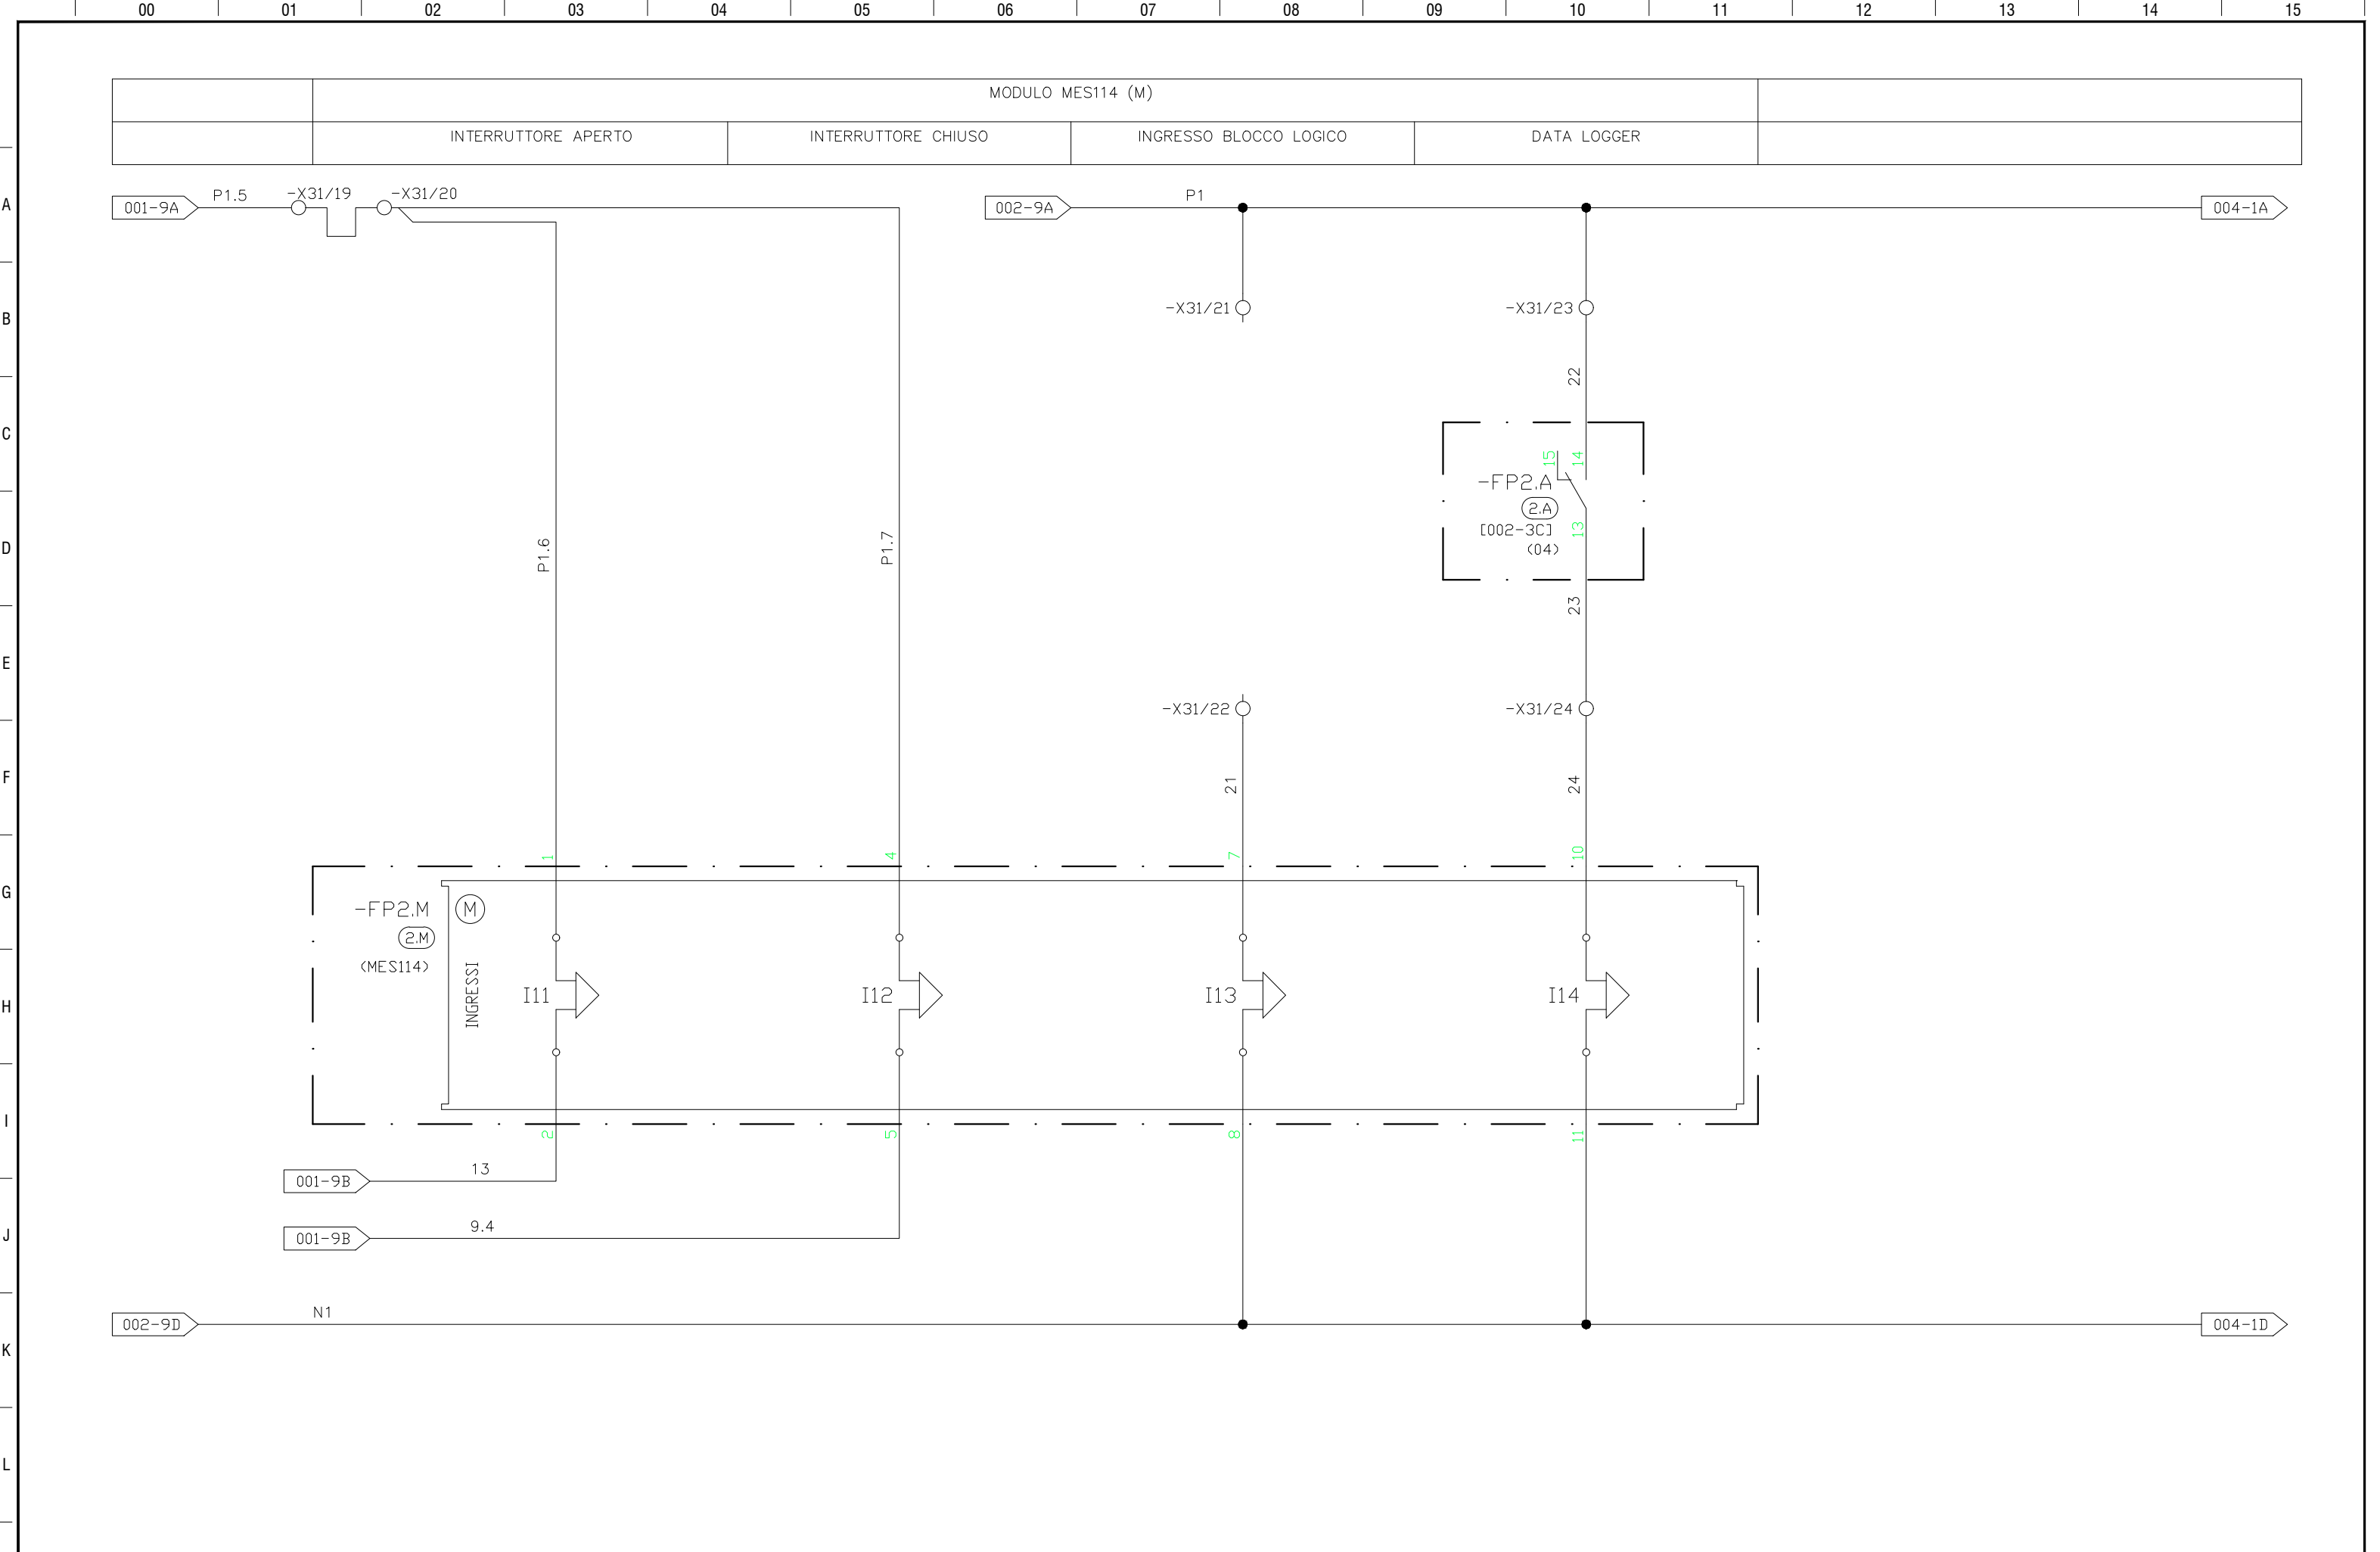 00 01 02 03 04 05 06 07 08 09 10 11 12 13 14 15
MODULO MES114 (M)
INTERRUTTORE APERTO INTERRUTTORE CHIUSO INGRESSO BLOCCO LOGICO DATA LOGGER
A
001-9A P1.5 -X31/19 -X31/20 002-9A P1 004-1A
B
-X31/21 -X31/23
22
C
15 14
-FP2.A
2.A
[002-3C] 13
(04)
D
P1.6 P1.7
23
E
-X31/22 -X31/24
F
21 24
1 4 7 10
G
-FP2.M M
2.M
(MES114)
INGRESSI
H
I11 I12 I13 I14
I
2 5 8 11
001-9B 13
J
001-9B 9.4
002-9D N1 004-1D
K
L